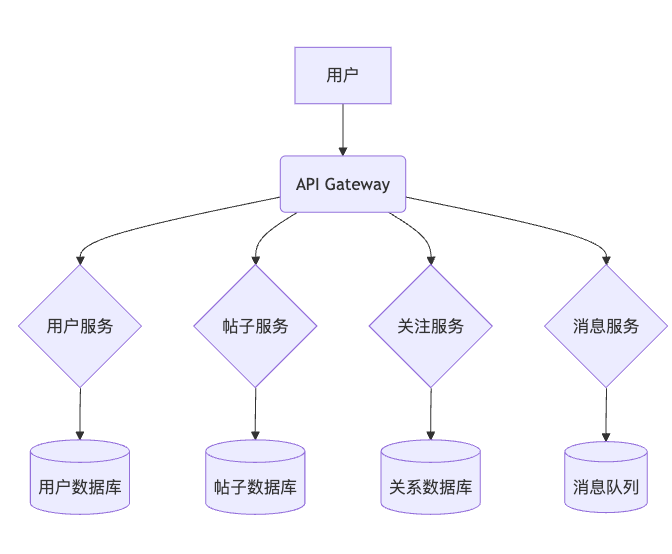 用户
API Gateway
用户服务
帖子服务
关注服务
消息服务
用户数据库
帖子数据库
关系数据库
消息队列